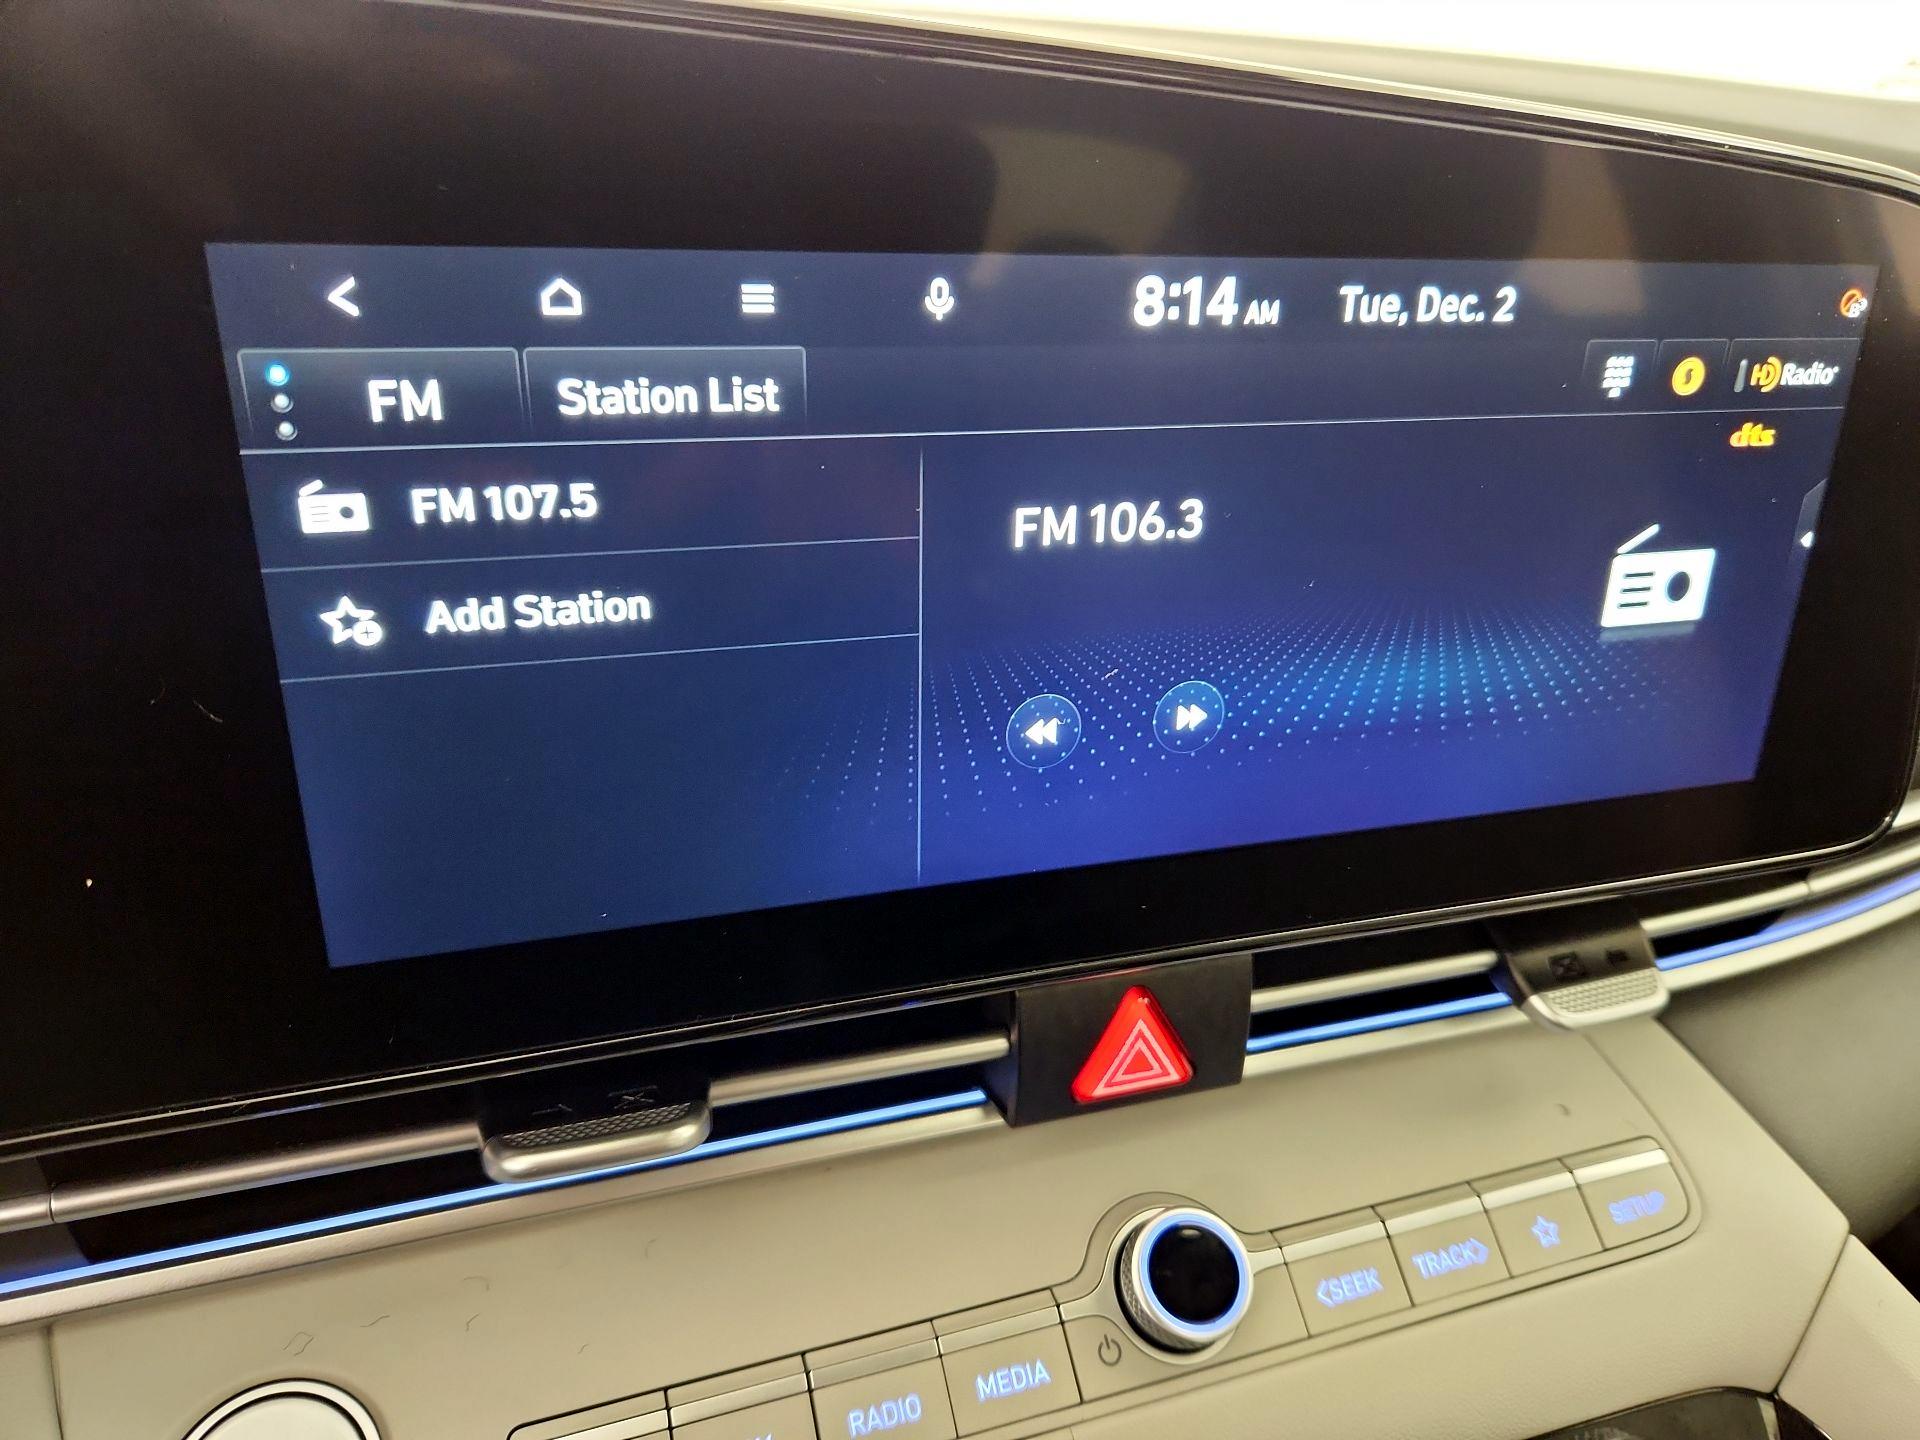 8:14 AM Tue, Dec. 2
FM Station List HD Radio
dts
FM 107.5
FM 106.3
Add Station
<SEEK TRACK> SETUP
RADIO MEDIA